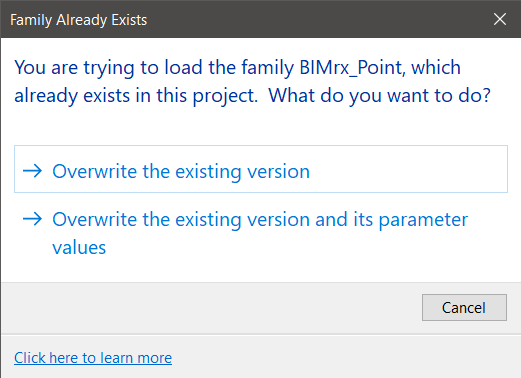 Family Already Exists
You are trying to load the family BIMrx_Point, which
already exists in this project.  What do you want to do?
Overwrite the existing version
Overwrite the existing version and its parameter
values
Cancel
Click here to learn more